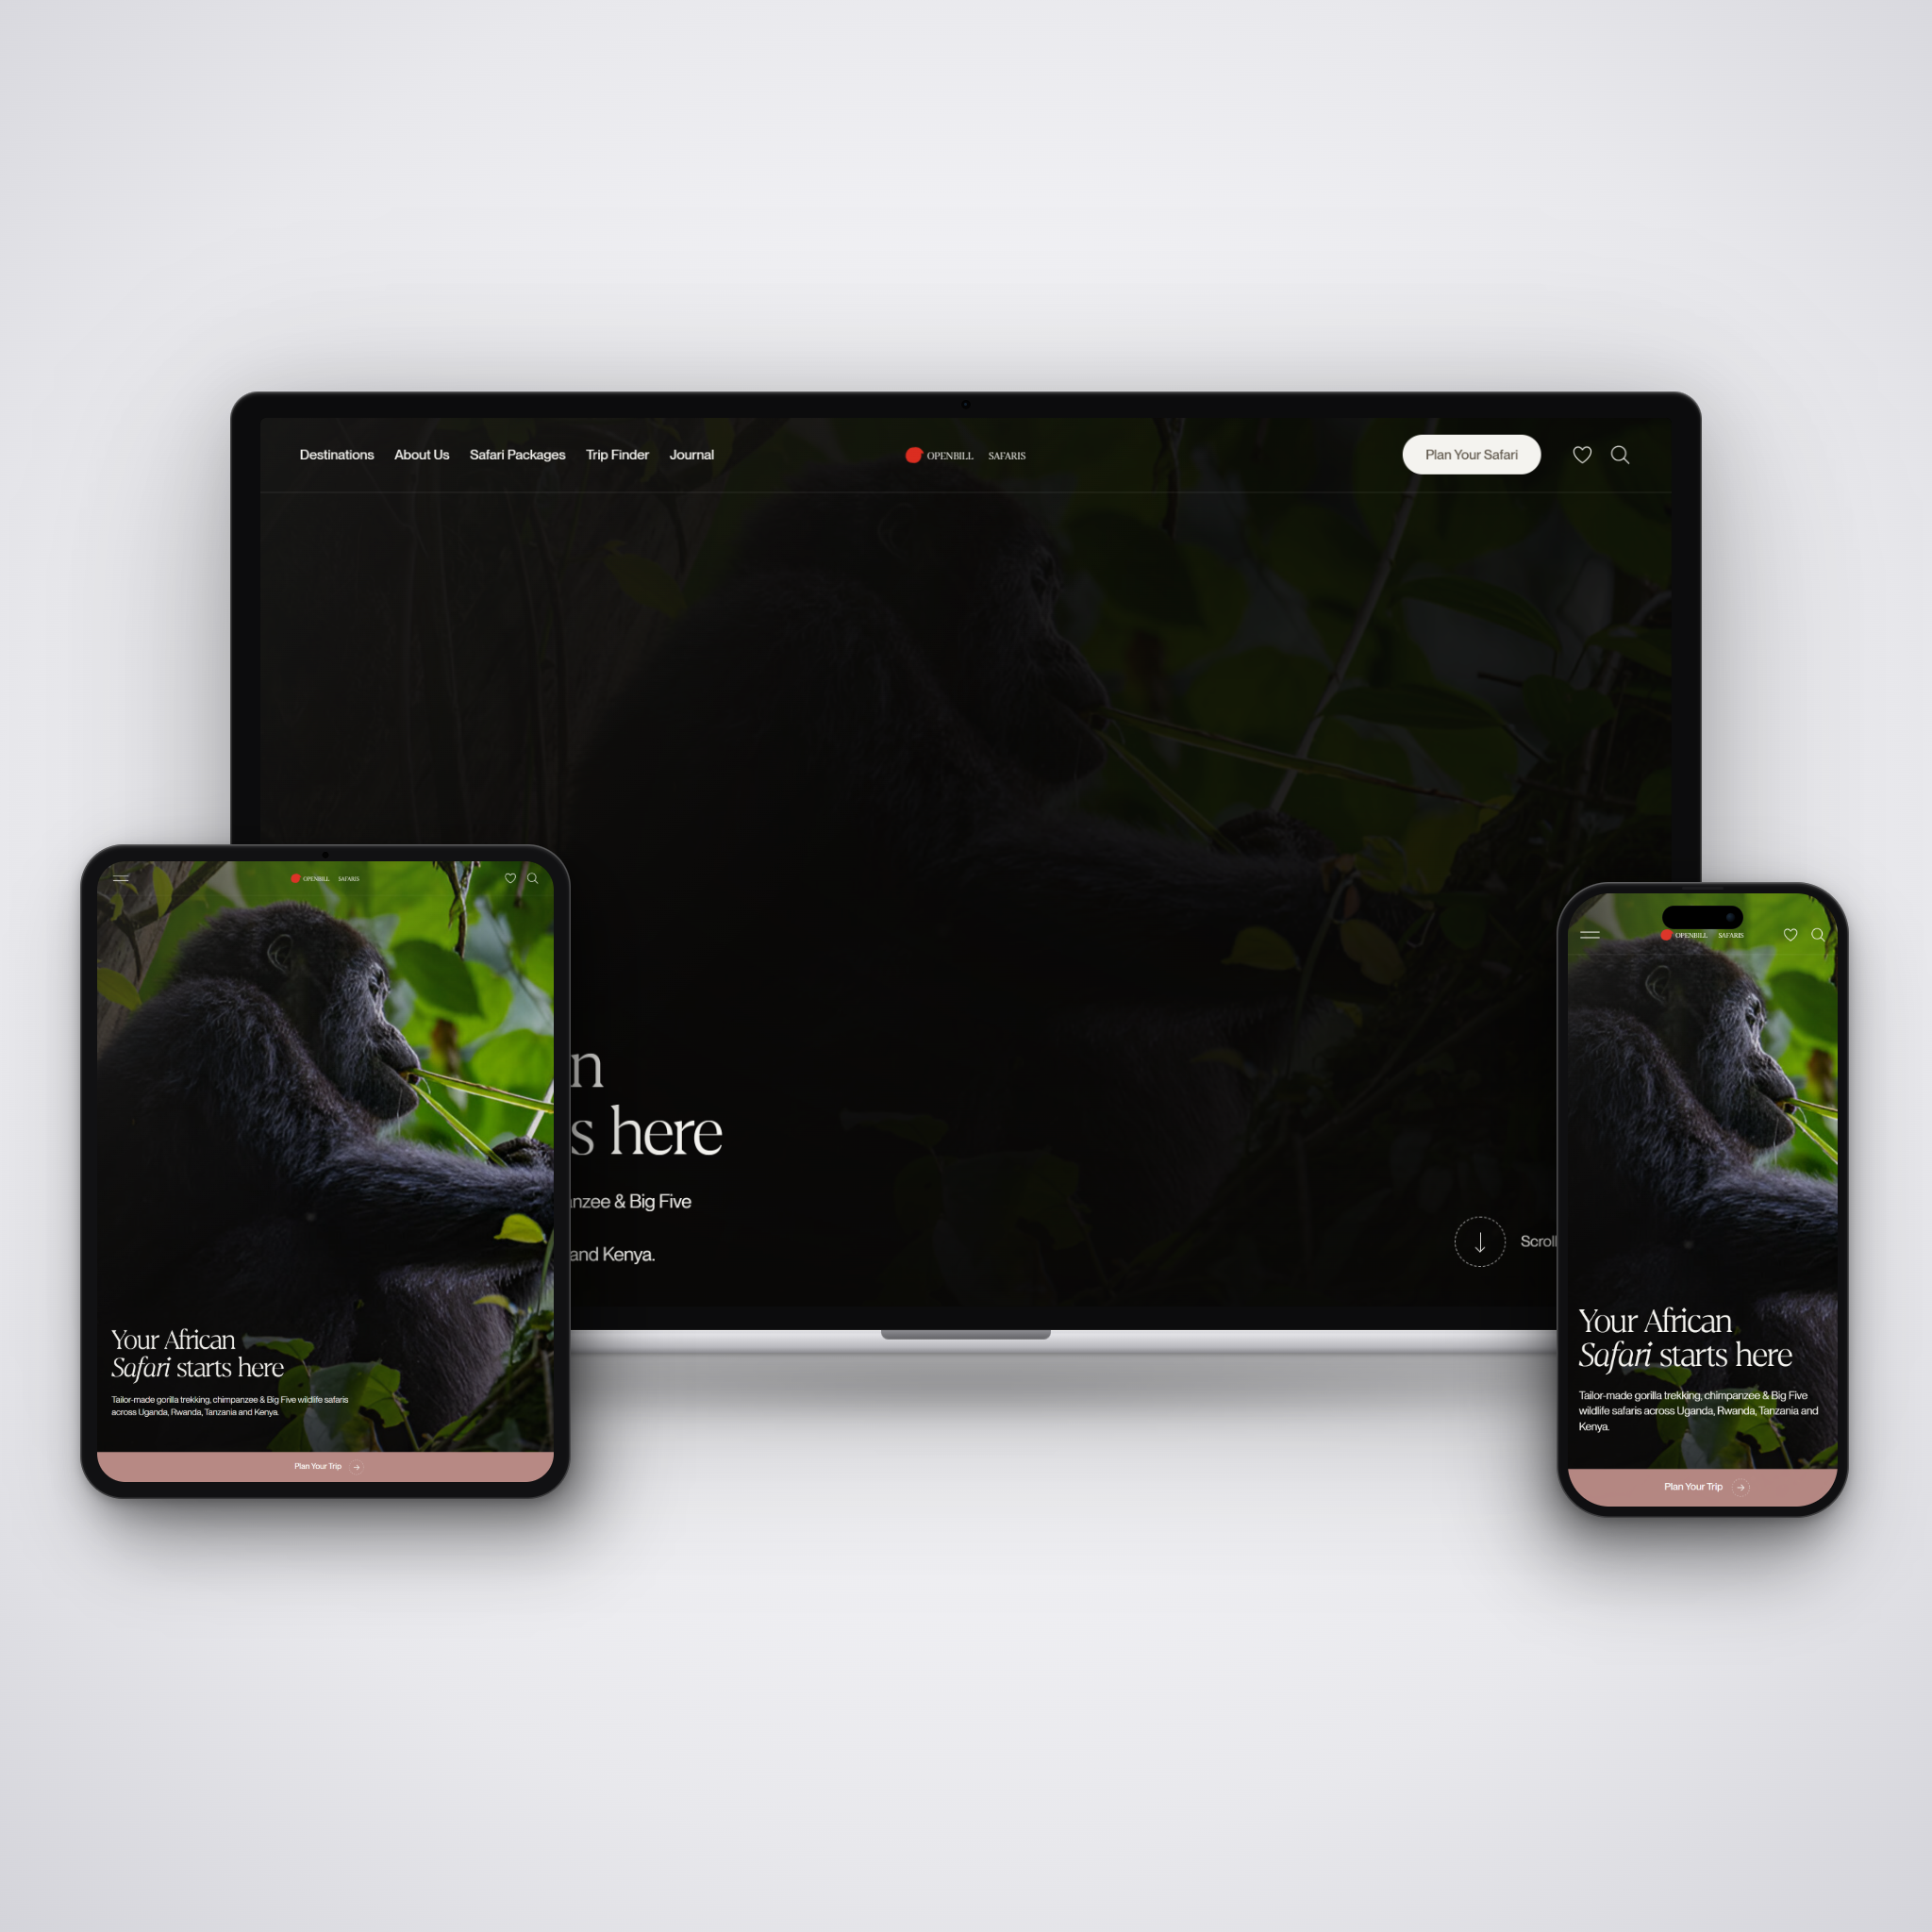 Destinations About Us Safari Packages Trip Finder Journal
OPENBILL SAFARIS
Plan Your Safari
n
s here
nzee & Big Five
and Kenya.
Scroll
OPENBILL SAFARIS
Your African
Safari starts here
Tailor-made gorilla trekking, chimpanzee & Big Five wildlife safaris
across Uganda, Rwanda, Tanzania and Kenya.
Plan Your Trip
OPENBILL SAFARIS
Your African
Safari starts here
Tailor-made gorilla trekking, chimpanzee & Big Five
wildlife safaris across Uganda, Rwanda, Tanzania and
Kenya.
Plan Your Trip